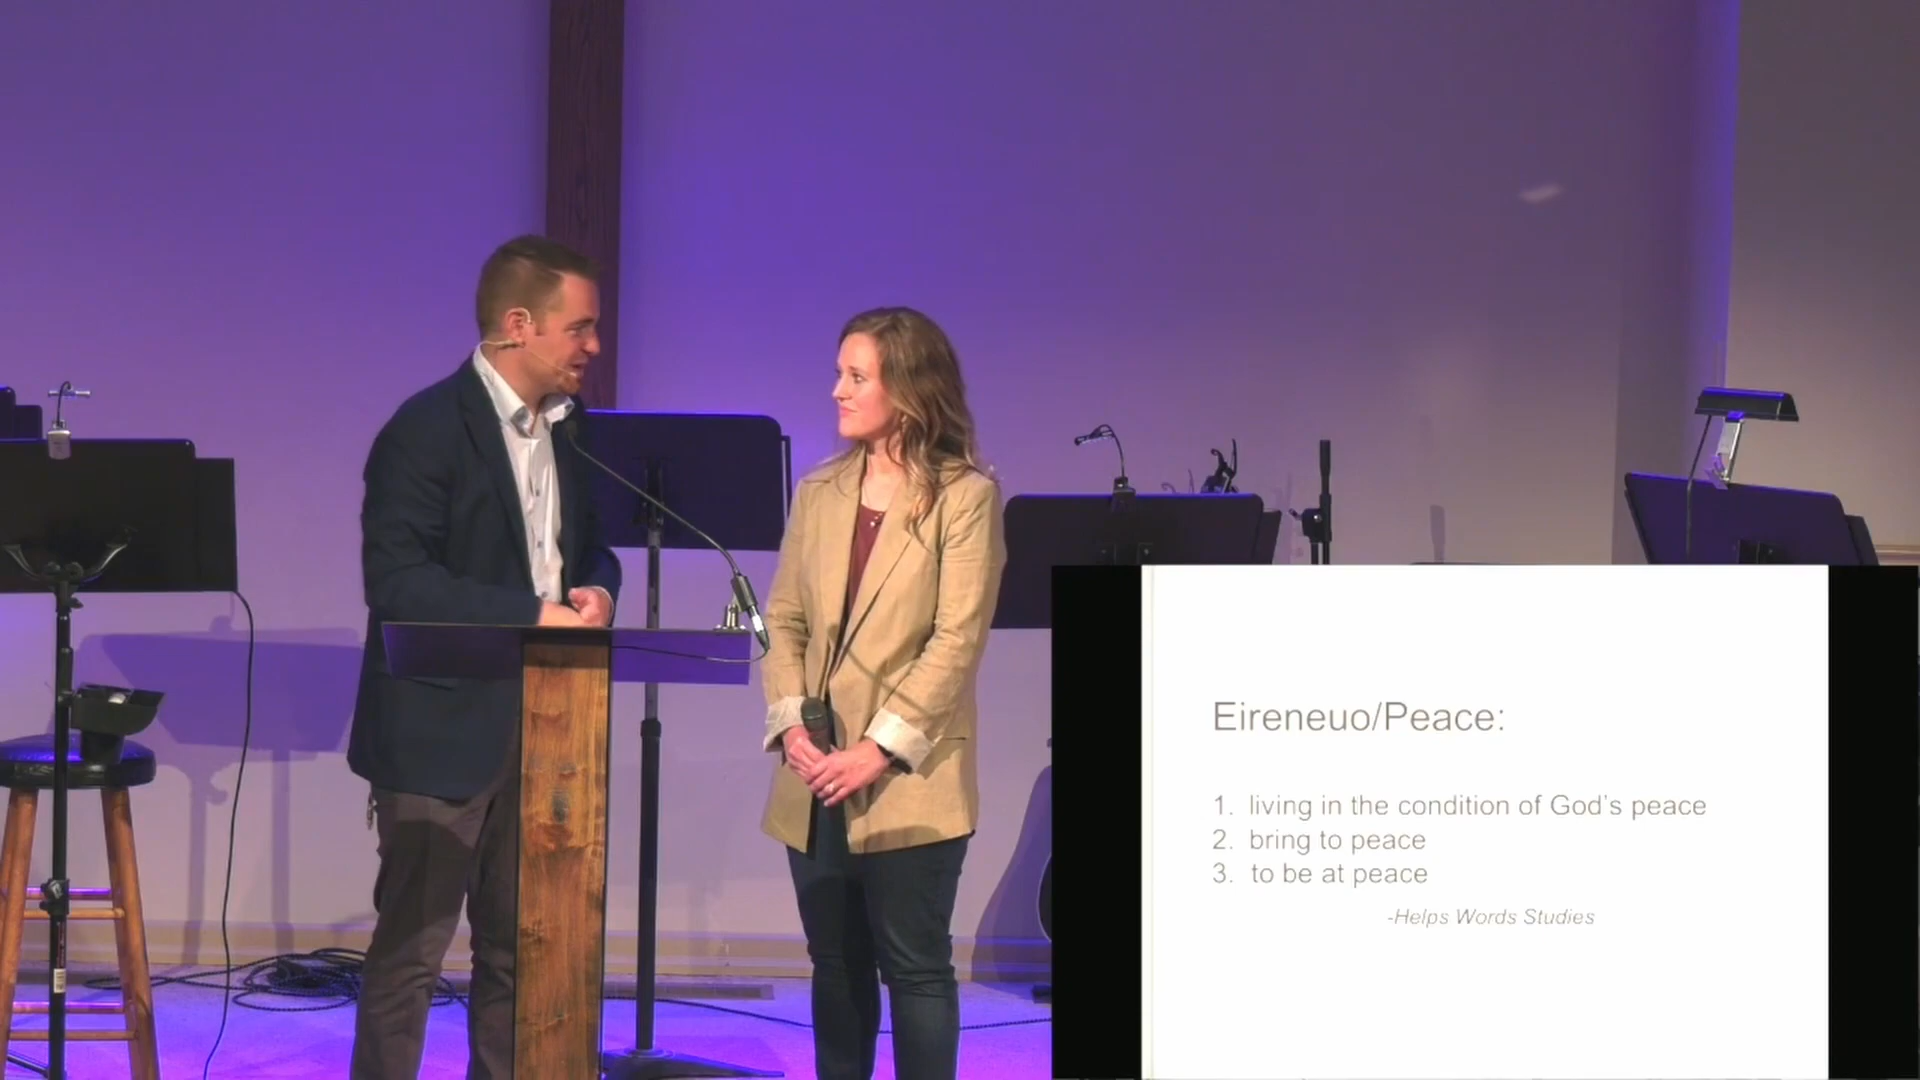 Eireneuo/Peace:
1. living in the condition of God's peace
2. bring to peace
3. to be at peace
-Helps Words Studies